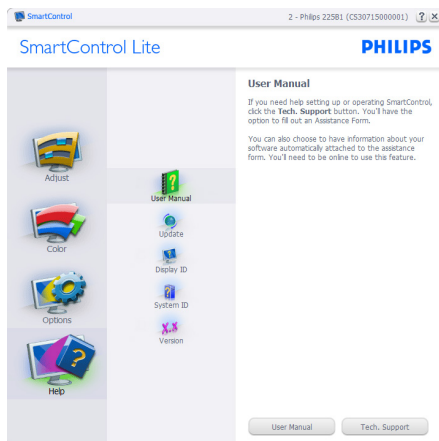 SmartControl
2 - Philips 225B1 (CS30715000001)
SmartControl Lite
PHILIPS
Adjust
Color
Options
Help
User Manual
Update
Display ID
System ID
X.X
Version
User Manual
If you need help setting up or operating SmartControl,
click the Tech. Support button. You'll have the
option to fill out an Assistance Form.
You can also choose to have information about your
software automatically attached to the assistance
form. You'll need to be online to use this feature.
User Manual
Tech. Support